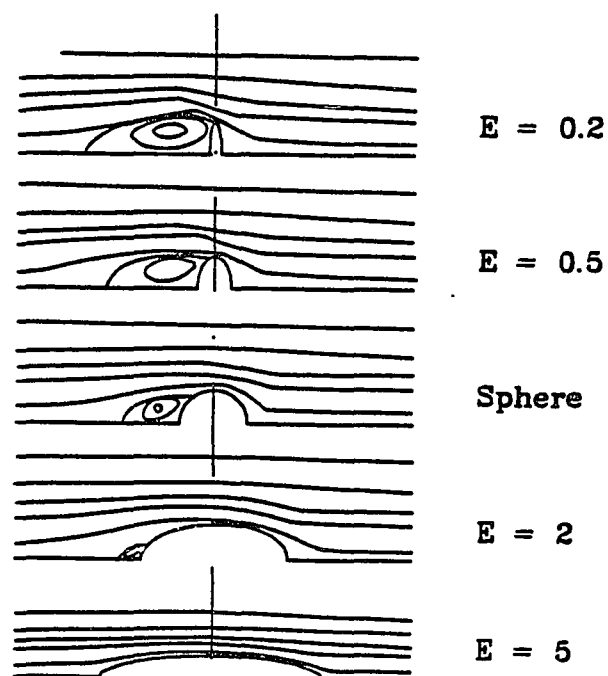 E = 0.2
E = 0.5
Sphere
E = 2
E = 5